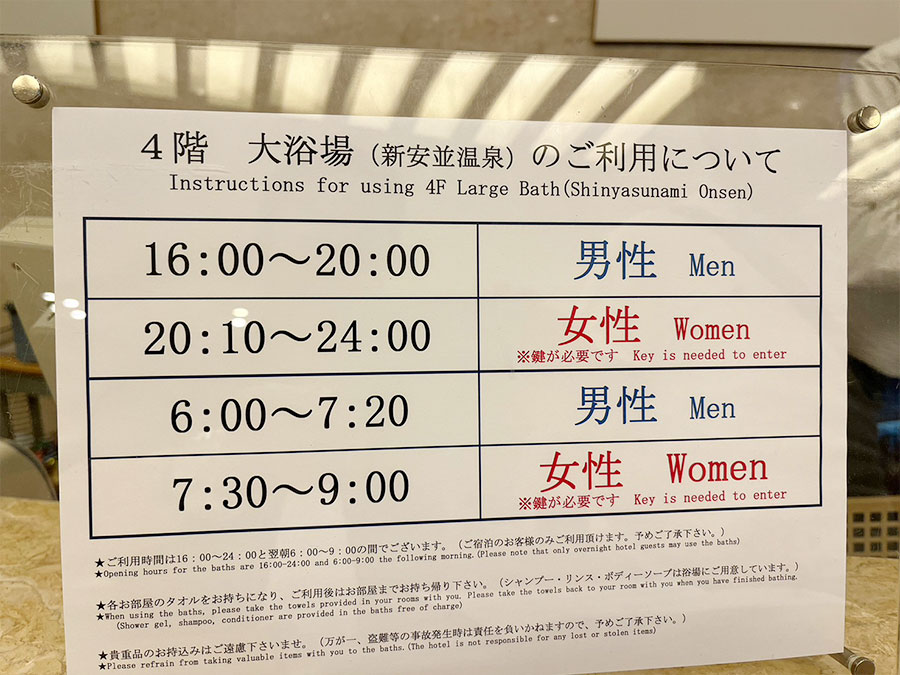 ４階　大浴場（新安並温泉）のご利用について
Instructions for using 4F Large Bath(Shinyasunami Onsen)
16:00～20:00　男性　Men
20:10～24:00　女性　Women
※鍵が必要です　Key is needed to enter
6:00～7:20　男性　Men
7:30～9:00　女性　Women
※鍵が必要です　Key is needed to enter
★ご利用時間は16：00～24：00と翌朝6：00～9：00の間でございます。（ご宿泊のお客様のみご利用頂けます。予めご了承下さい。）
★Opening hours for the baths are 16:00-24:00 and 6:00-9:00 the following morning.(Please note that only overnight hotel guests may use the baths)
★各お部屋のタオルをお持ちになり、ご利用後はお部屋までお持ち帰り下さい。（シャンプー・リンス・ボディーソープは浴場にご用意しています。）
★When using the baths, please take the towels provided in your rooms with you. Please take the towels back to your room with you when you have finished bathing.
(Shower gel, shampoo, conditioner are provided in the baths free of charge)
★貴重品のお持込みはご遠慮下さいませ。（万が一、盗難等の事故発生時は責任を負いかねますので、予めご了承下さい。）
★Please refrain from taking valuable items with you to the baths.(The hotel is not responsible for any lost or stolen items)